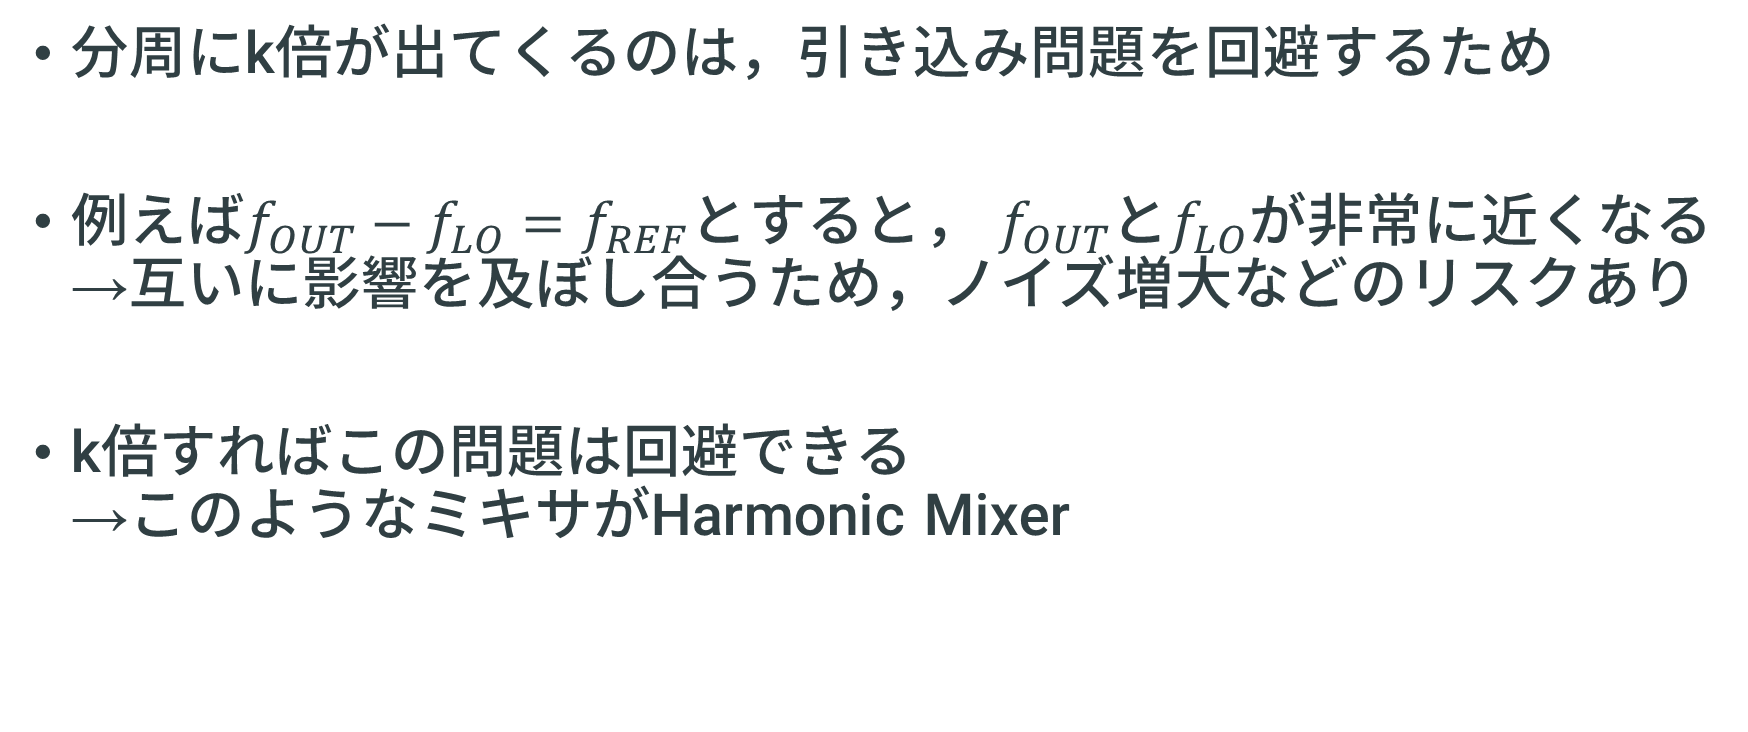 • 分周にk倍が出てくるのは，引き込み問題を回避するため
• 例えばf_OUT − f_LO = f_REFとすると， f_OUTとf_LOが非常に近くなる
→互いに影響を及ぼし合うため，ノイズ増大などのリスクあり
• k倍すればこの問題は回避できる
→このようなミキサがHarmonic Mixer